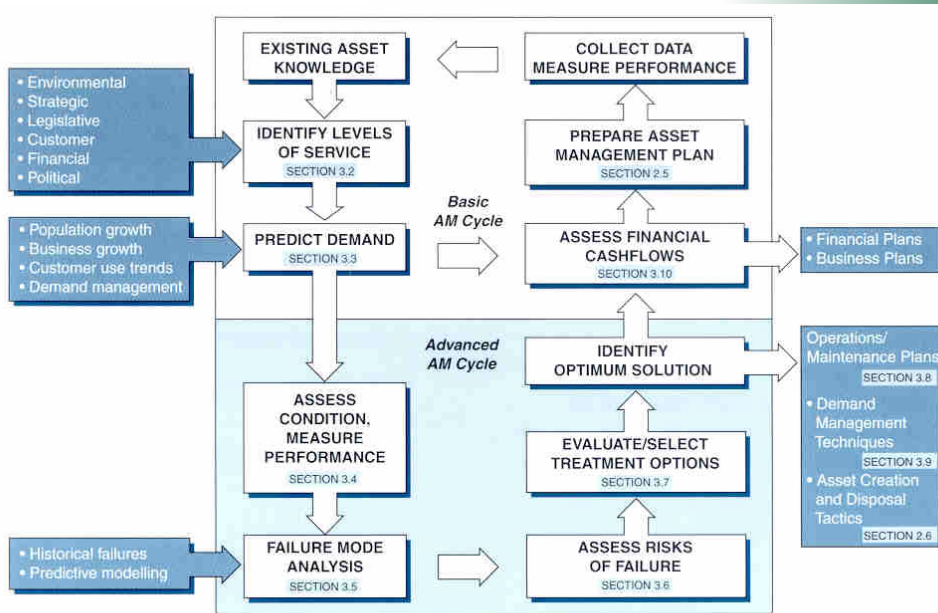 EXISTING ASSET
KNOWLEDGE
COLLECT DATA
MEASURE PERFORMANCE
• Environmental
• Strategic
• Legislative
• Customer
• Financial
• Political
IDENTIFY LEVELS
OF SERVICE
SECTION 3.2
PREPARE ASSET
MANAGEMENT PLAN
SECTION 2.5
Basic
AM Cycle
• Population growth
• Business growth
• Customer use trends
• Demand management
PREDICT DEMAND
SECTION 3.3
ASSESS FINANCIAL
CASHFLOWS
SECTION 3.10
• Financial Plans
• Business Plans
Advanced
AM Cycle
IDENTIFY
OPTIMUM SOLUTION
Operations/
Maintenance Plans
SECTION 3.8
• Demand
Management
Techniques
SECTION 3.9
• Asset Creation
and Disposal
Tactics
SECTION 2.6
ASSESS
CONDITION,
MEASURE
PERFORMANCE
SECTION 3.4
EVALUATE/SELECT
TREATMENT OPTIONS
SECTION 3.7
• Historical failures
• Predictive modelling
FAILURE MODE
ANALYSIS
SECTION 3.5
ASSESS RISKS
OF FAILURE
SECTION 3.6